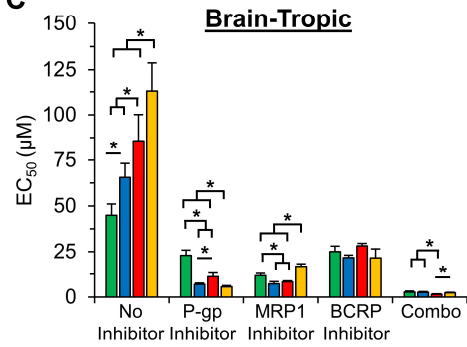 C
Brain-Tropic
EC50 (μM)
150
125
100
75
50
25
0
*
*
*
*
*
*
*
*
*
*
No Inhibitor
P-gp Inhibitor
MRP1 Inhibitor
BCRP Inhibitor
Combo